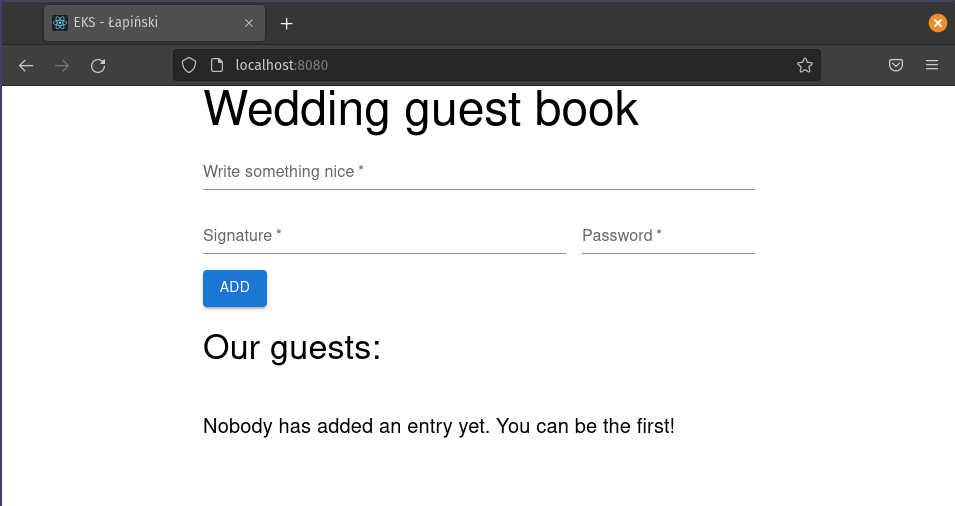 EKS - Łapiński
localhost:8080
Wedding guest book
Write something nice *
Signature *
Password *
ADD
Our guests:
Nobody has added an entry yet. You can be the first!